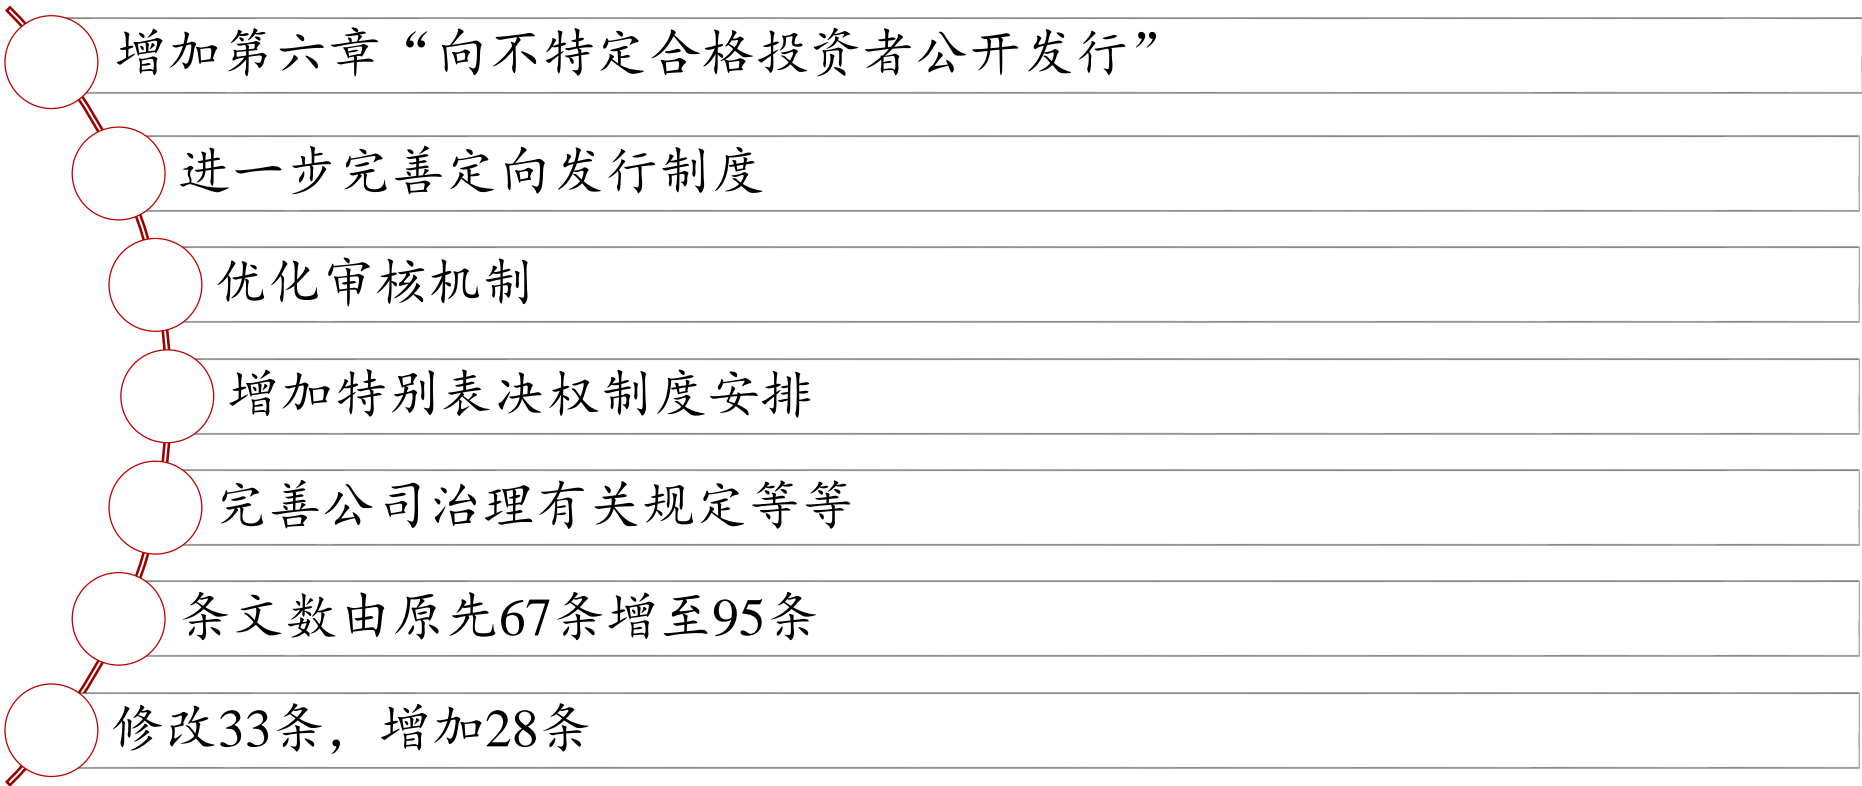 增加第六章“向不特定合格投资者公开发行”
进一步完善定向发行制度
优化审核机制
增加特别表决权制度安排
完善公司治理有关规定等等
条文数由原先67条增至95条
修改33条，增加28条